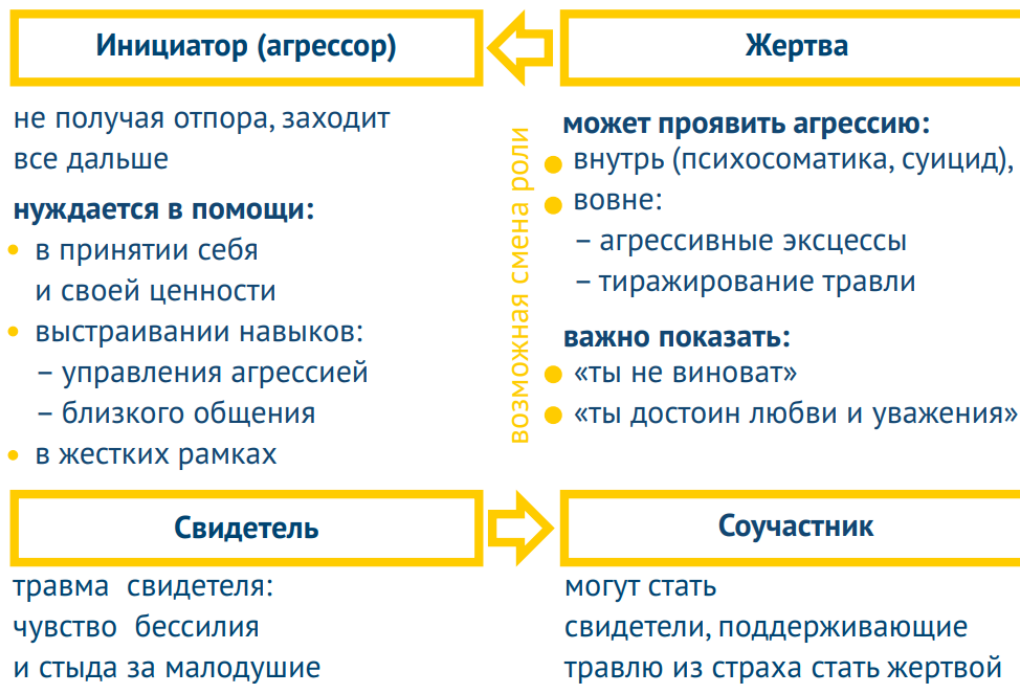 Инициатор (агрессор)
не получая отпора, заходит
все дальше
нуждается в помощи:
• в принятии себя
и своей ценности
• выстраивании навыков:
– управления агрессией
– близкого общения
• в жестких рамках
возможная смена роли
Жертва
может проявить агрессию:
• внутрь (психосоматика, суицид),
• вовне:
– агрессивные эксцессы
– тиражирование травли
важно показать:
• «ты не виноват»
• «ты достоин любви и уважения»
Свидетель
травма свидетеля:
чувство бессилия
и стыда за малодушие
Соучастник
могут стать
свидетели, поддерживающие
травлю из страха стать жертвой